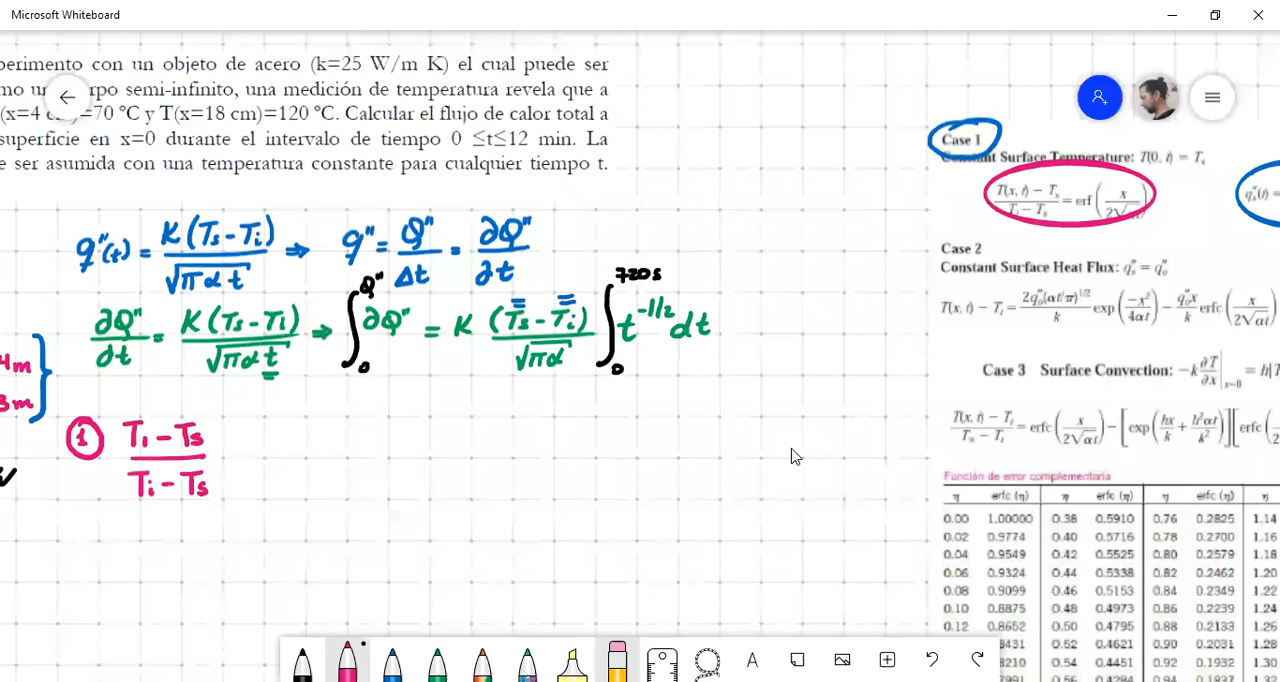 Microsoft Whiteboard
perimento con un objeto de acero (k=25 W/m K) el cual puede ser
mo u rpo semi-infinito, una medición de temperatura revela que a
(x=4 c =70 °C y T(x=18 cm)=120 °C. Calcular el flujo de calor total a
superficie en x=0 durante el intervalo de tiempo 0 ≤t≤12 min. La
e ser asumida con una temperatura constante para cualquier tiempo t.
q"(t) = K(Ts-Ti)/√παt ⇒ q" = Q"/Δt = ∂Q"/∂t
∂Q"/∂t = K(Ts-Ti)/√παt ⇒ ∫₀^Q" ∂Q" = K (Ts-Ti)/√πα ∫₀^720s t^-1/2 dt
4m
3m
① T1-Ts/Ti-Ts
Case 1
Constant Surface Temperature: T(0, t) = Ts
T(x, t) − Ts / Ti − Ts = erf (x / 2√αt)
q"s(t) =
Case 2
Constant Surface Heat Flux: q"s = q"o
T(x, t) − Ti = 2q"o(αt/π)^1/2 / k exp (−x² / 4αt) − q"o x / k erfc (x / 2√αt)
Case 3 Surface Convection: −k ∂T/∂x |x=0 = h[T
T(x, t) − Ti / T∞ − Ti = erfc (x / 2√αt) − [exp (hx/k + h²αt/k²)] [erfc (
Función de error complementaria
η erfc (η) η erfc (η) η erfc (η) η
0.00 1.00000 0.38 0.5910 0.76 0.2825 1.14
0.02 0.9774 0.40 0.5716 0.78 0.2700 1.16
0.04 0.9549 0.42 0.5525 0.80 0.2579 1.18
0.06 0.9324 0.44 0.5338 0.82 0.2462 1.20
0.08 0.9099 0.46 0.5153 0.84 0.2349 1.22
0.10 0.8875 0.48 0.4973 0.86 0.2239 1.24
0.12 0.8652 0.50 0.4795 0.88 0.2133 1.26
8431 0.52 0.4621 0.90 0.2031 1.28
8210 0.54 0.4451 0.92 0.1932 1.30
7991 0.56 0.4284 0.94 0.1837 1.32
A